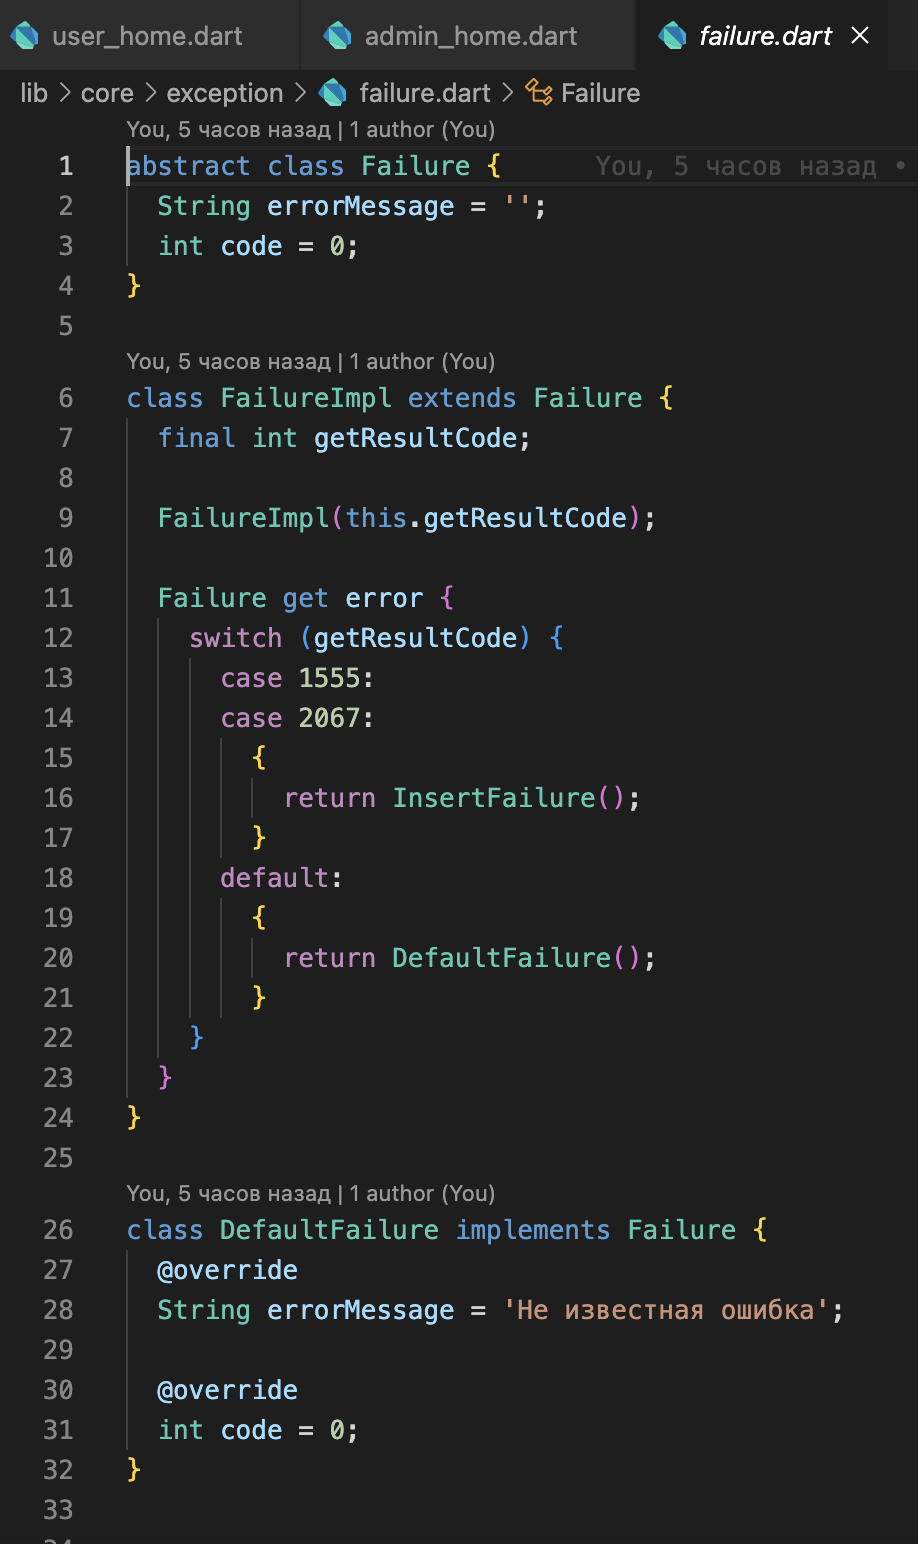 user_home.dart admin_home.dart failure.dart ×
lib > core > exception > failure.dart > Failure
You, 5 часов назад | 1 author (You)
1 abstract class Failure { You, 5 часов назад •
2 String errorMessage = '';
3 int code = 0;
4 }
5
You, 5 часов назад | 1 author (You)
6 class FailureImpl extends Failure {
7 final int getResultCode;
8
9 FailureImpl(this.getResultCode);
10
11 Failure get error {
12 switch (getResultCode) {
13 case 1555:
14 case 2067:
15 {
16 return InsertFailure();
17 }
18 default:
19 {
20 return DefaultFailure();
21 }
22 }
23 }
24 }
25
You, 5 часов назад | 1 author (You)
26 class DefaultFailure implements Failure {
27 @override
28 String errorMessage = 'Не известная ошибка';
29
30 @override
31 int code = 0;
32 }
33